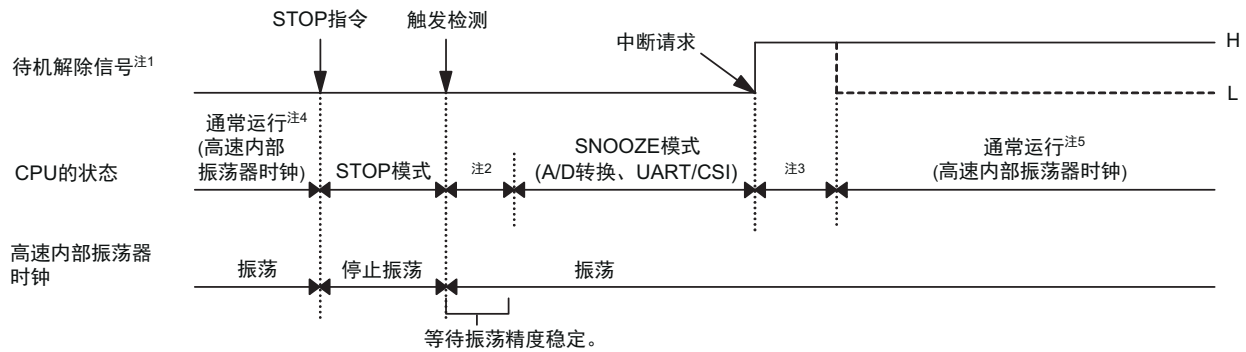 STOP指令
触发检测
中断请求
待机解除信号注1
H
L
CPU的状态
通常运行注4
(高速内部
振荡器时钟)
STOP模式
注2
SNOOZE模式
(A/D转换、UART/CSI)
注3
通常运行注5
(高速内部振荡器时钟)
高速内部振荡器
时钟
振荡
停止振荡
振荡
等待振荡精度稳定。